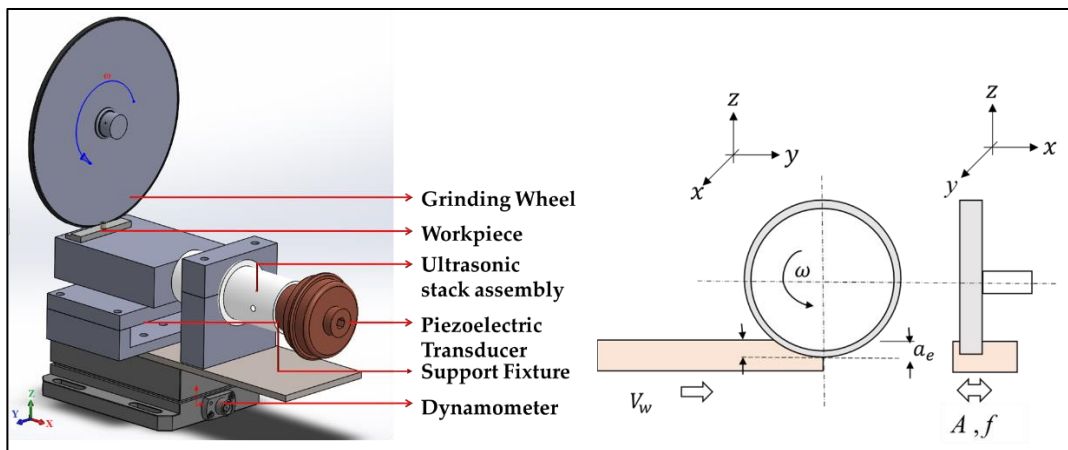 ω
Grinding Wheel
Workpiece
Ultrasonic
stack assembly
Piezoelectric
Transducer
Support Fixture
Dynamometer
Z
Y
X
z
y
x
z
x
y
ω
a_e
V_w
A , f